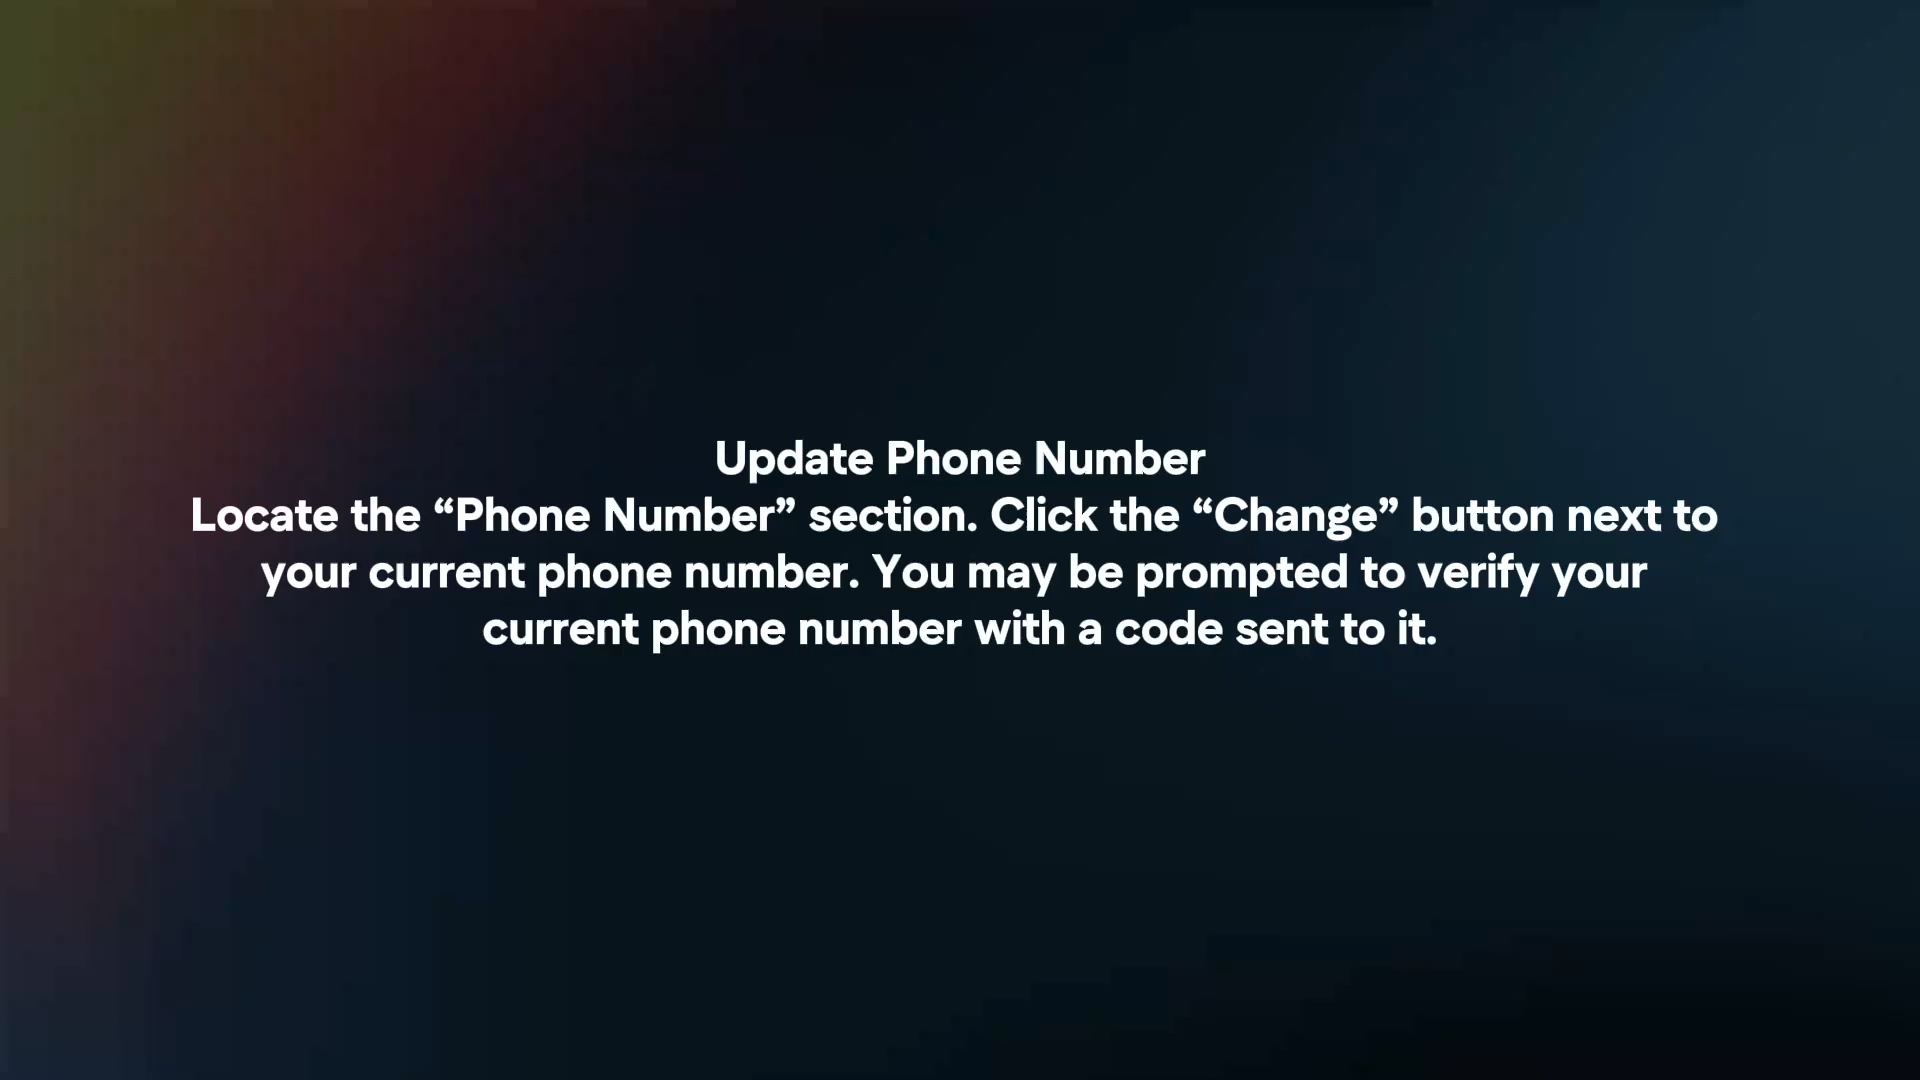 Update Phone Number
Locate the “Phone Number” section. Click the “Change” button next to
your current phone number. You may be prompted to verify your
current phone number with a code sent to it.